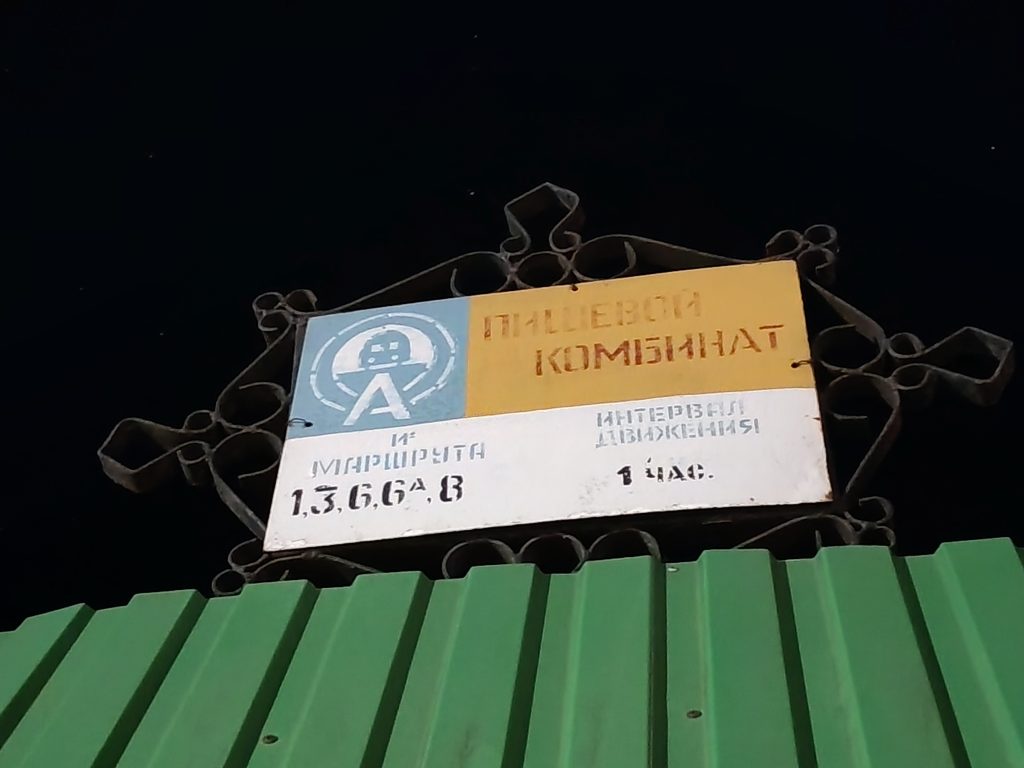 А
ПИЩЕВОЙ
КОМБИНАТ
№
МАРШРУТА
1,3,6,6А,8
ИНТЕРВАЛ
ДВИЖЕНИЯ
1 ЧАС.